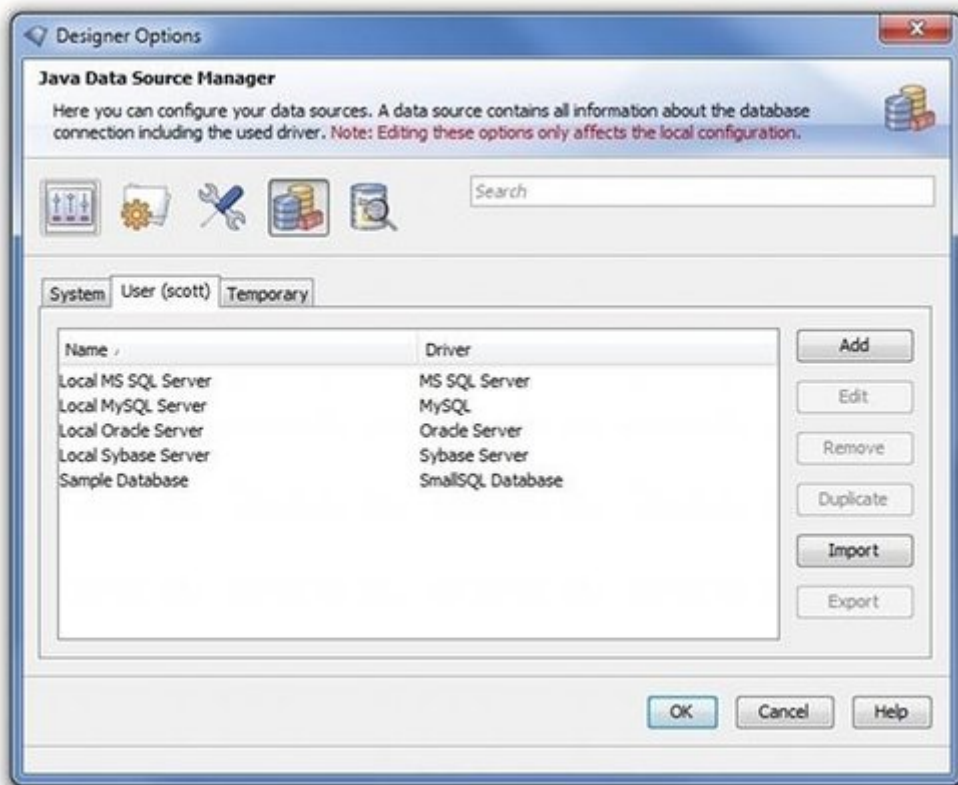 Designer Options
Java Data Source Manager
Here you can configure your data sources. A data source contains all information about the database
connection including the used driver. Note: Editing these options only affects the local configuration.
Search
System User (scott) Temporary
Name Driver
Local MS SQL Server MS SQL Server
Local MySQL Server MySQL
Local Oracle Server Oracle Server
Local Sybase Server Sybase Server
Sample Database SmallSQL Database
Add
Edit
Remove
Duplicate
Import
Export
OK Cancel Help